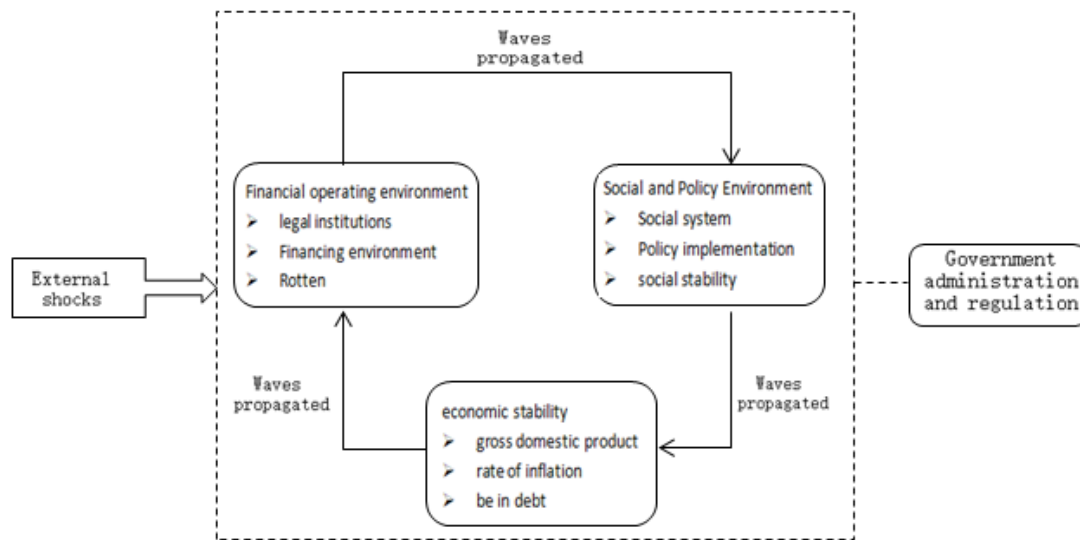 Waves
propagated
Financial operating environment
➢ legal institutions
➢ Financing environment
➢ Rotten
Social and Policy Environment
➢ Social system
➢ Policy implementation
➢ social stability
External
shocks
Government
administration
and regulation
Waves
propagated
Waves
propagated
economic stability
➢ gross domestic product
➢ rate of inflation
➢ be in debt